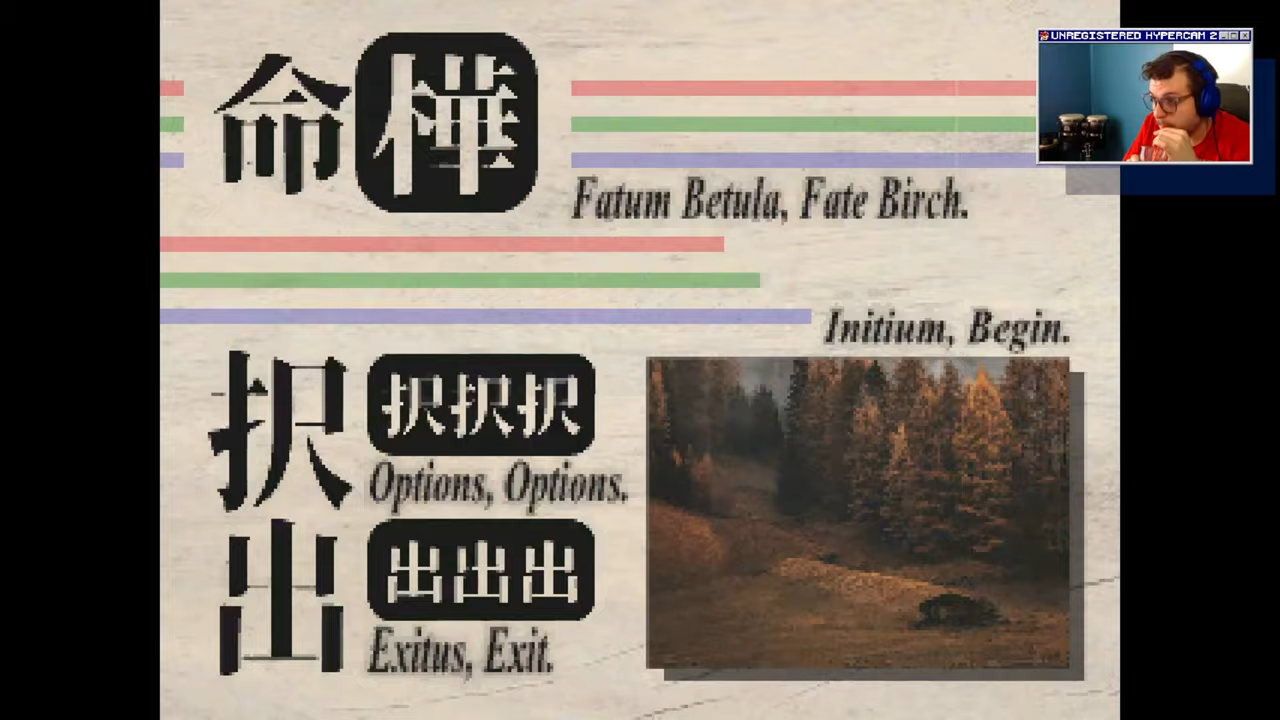 命樺
UNREGISTERED HYPERCAM 2
Fatum Betula, Fate Birch.
Initium, Begin.
択 択択択
Options, Options.
出 出出出
Exitus, Exit.